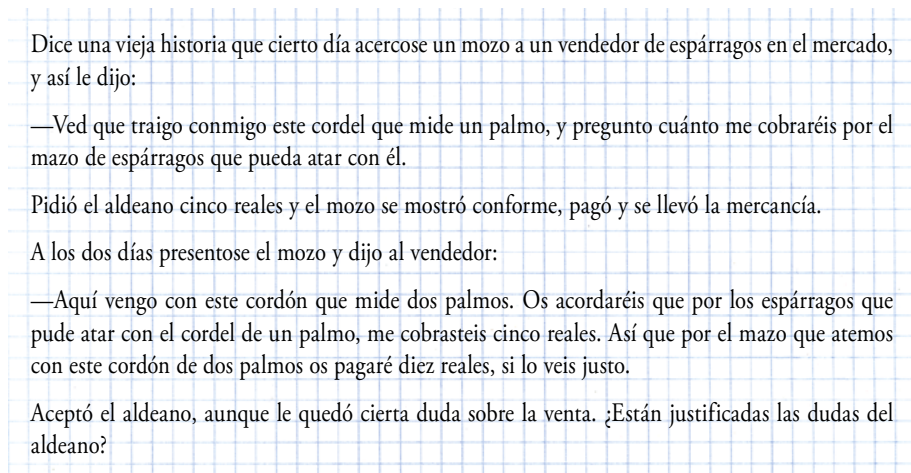 Dice una vieja historia que cierto día acercose un mozo a un vendedor de espárragos en el mercado,
y así le dijo:
—Ved que traigo conmigo este cordel que mide un palmo, y pregunto cuánto me cobraréis por el
mazo de espárragos que pueda atar con él.
Pidió el aldeano cinco reales y el mozo se mostró conforme, pagó y se llevó la mercancía.
A los dos días presentose el mozo y dijo al vendedor:
—Aquí vengo con este cordón que mide dos palmos. Os acordaréis que por los espárragos que
pude atar con el cordel de un palmo, me cobrasteis cinco reales. Así que por el mazo que atemos
con este cordón de dos palmos os pagaré diez reales, si lo veis justo.
Aceptó el aldeano, aunque le quedó cierta duda sobre la venta. ¿Están justificadas las dudas del
aldeano?